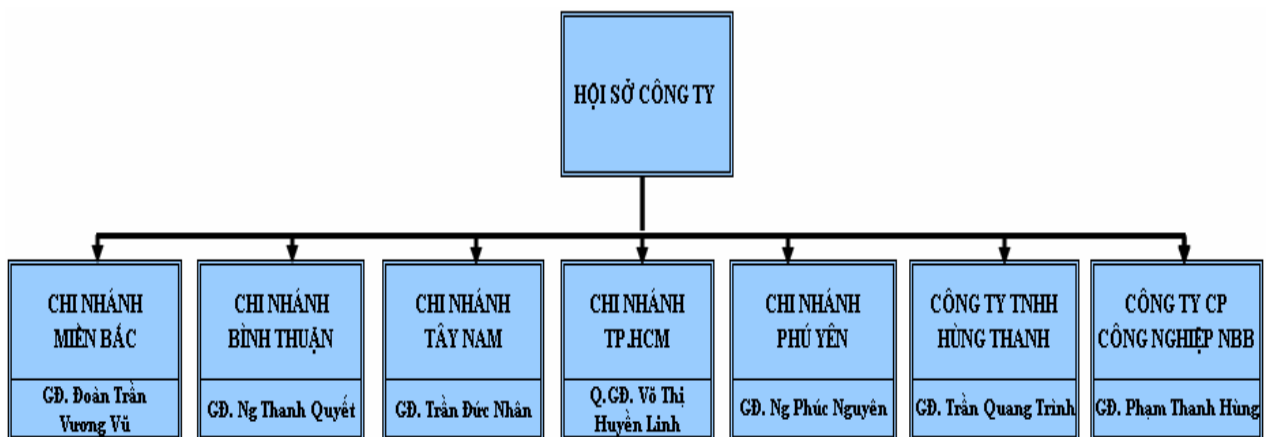 HỘI SỞ CÔNG TY
CHI NHÁNH
MIỀN BẮC
GĐ. Đoàn Trần
Vương Vũ
CHI NHÁNH
BÌNH THUẬN
GĐ. Ng Thanh Quyết
CHI NHÁNH
TÂY NAM
GĐ. Trần Đức Nhân
CHI NHÁNH
TP.HCM
Q.GĐ. Võ Thị
Huyền Linh
CHI NHÁNH
PHÚ YÊN
GĐ. Ng Phúc Nguyên
CÔNG TY TNHH
HÙNG THANH
GĐ. Trần Quang Trình
CÔNG TY CP
CÔNG NGHIỆP NBB
GĐ. Phạm Thanh Hùng